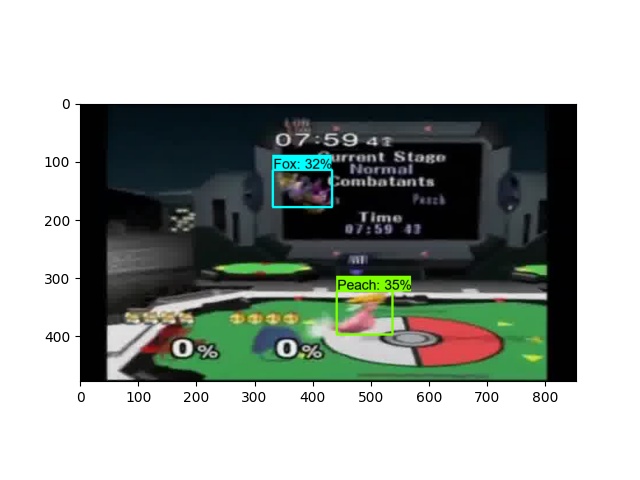 0
100
200
300
400
0 100 200 300 400 500 600 700 800
07:59 42
Current Stage
Normal
Fox: 32%
Combatants
Peach
Time
07:59 43
Peach: 35%
0% 0%